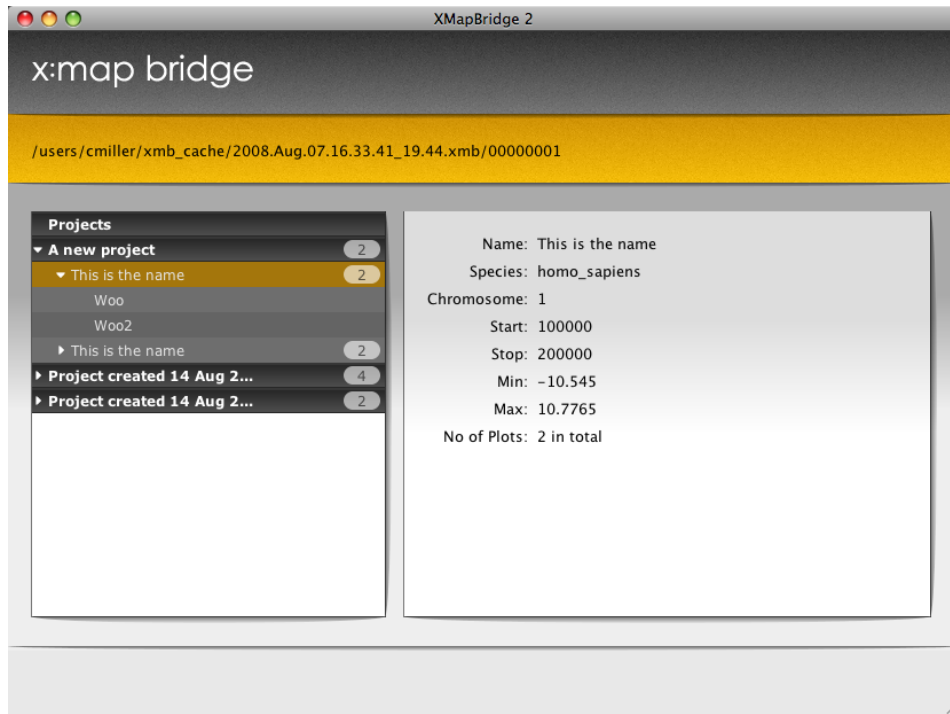 XMapBridge 2
x:map bridge
/users/cmiller/xmb_cache/2008.Aug.07.16.33.41_19.44.xmb/00000001
Projects
A new project 2
This is the name 2
Woo
Woo2
This is the name 2
Project created 14 Aug 2... 4
Project created 14 Aug 2... 2
Name: This is the name
Species: homo_sapiens
Chromosome: 1
Start: 100000
Stop: 200000
Min: -10.545
Max: 10.7765
No of Plots: 2 in total